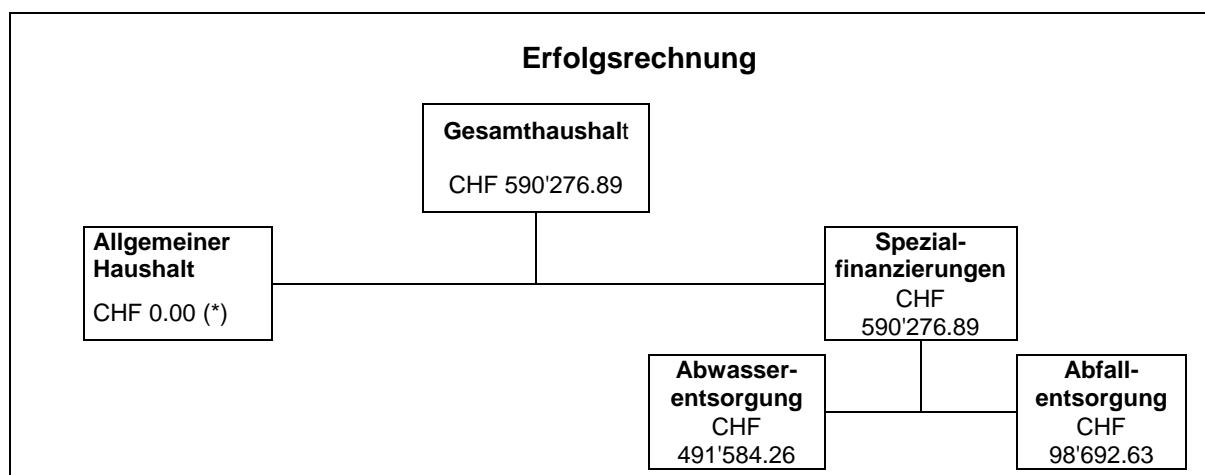 Erfolgsrechnung
Gesamthaushalt
CHF 590'276.89
Allgemeiner
Haushalt
CHF 0.00 (*)
Spezial-
finanzierungen
CHF
590'276.89
Abwasser-
entsorgung
CHF
491'584.26
Abfall-
entsorgung
CHF
98'692.63